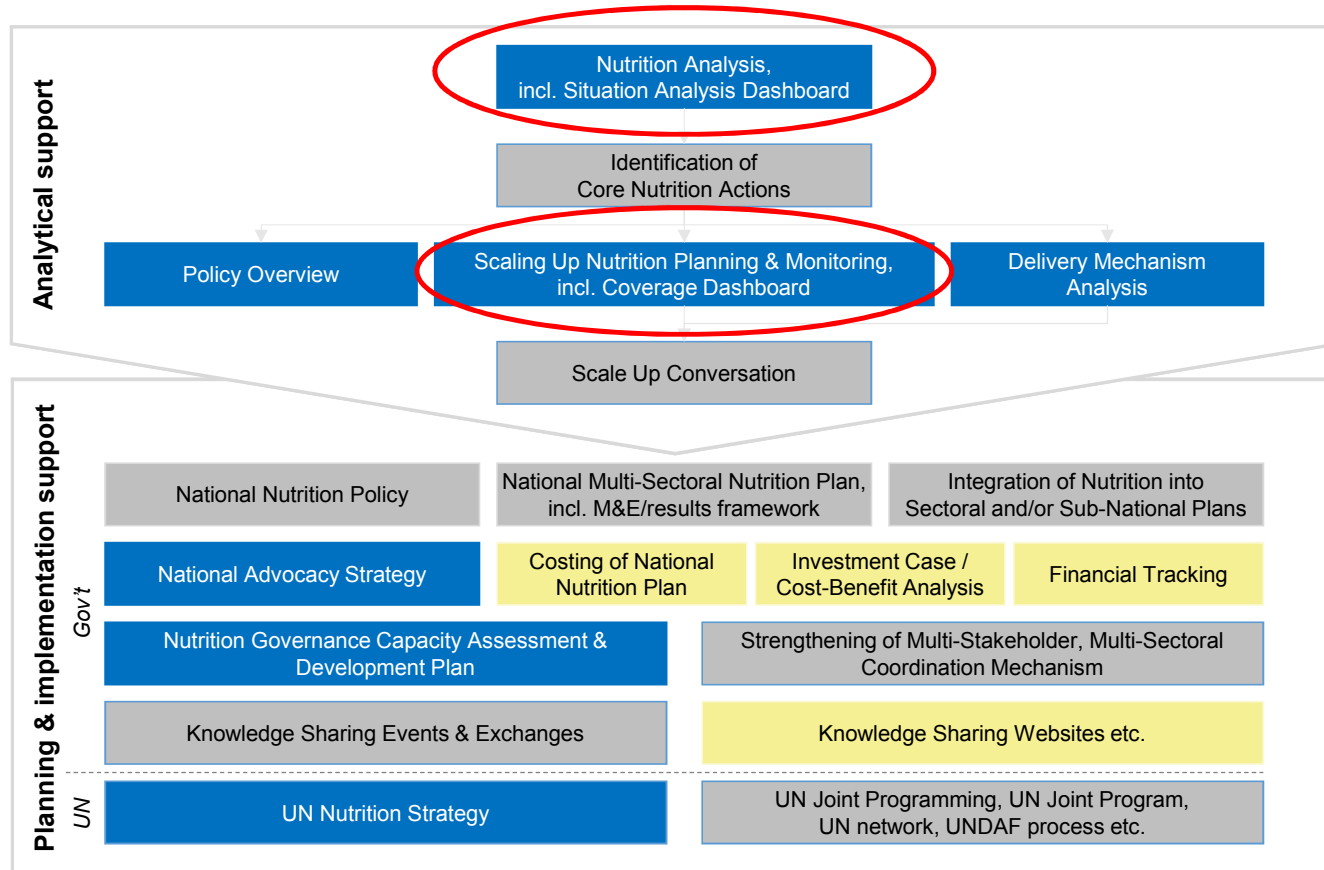 Analytical support
Nutrition Analysis,
incl. Situation Analysis Dashboard
Identification of
Core Nutrition Actions
Policy Overview
Scaling Up Nutrition Planning & Monitoring,
incl. Coverage Dashboard
Delivery Mechanism
Analysis
Scale Up Conversation
Planning & implementation support
Gov't
National Nutrition Policy
National Multi-Sectoral Nutrition Plan,
incl. M&E/results framework
Integration of Nutrition into
Sectoral and/or Sub-National Plans
National Advocacy Strategy
Costing of National
Nutrition Plan
Investment Case /
Cost-Benefit Analysis
Financial Tracking
Nutrition Governance Capacity Assessment &
Development Plan
Strengthening of Multi-Stakeholder, Multi-Sectoral
Coordination Mechanism
Knowledge Sharing Events & Exchanges
Knowledge Sharing Websites etc.
UN
UN Nutrition Strategy
UN Joint Programming, UN Joint Program,
UN network, UNDAF process etc.